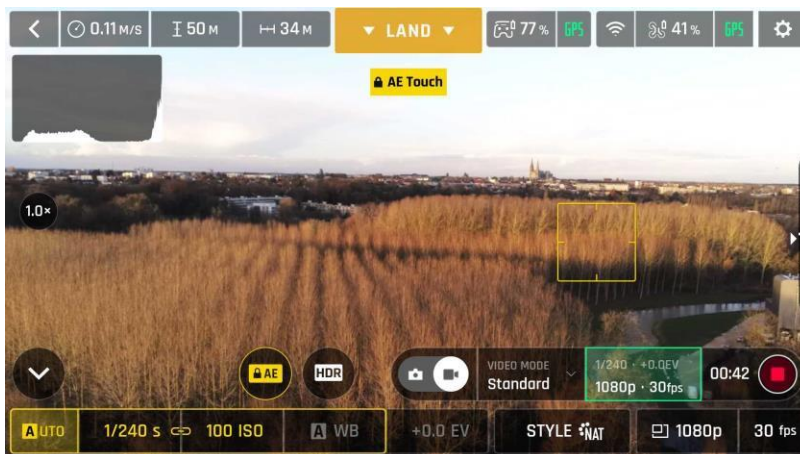 0.11 M/S
50 M
34 M
LAND
77 %
GPS
41 %
GPS
AE Touch
1.0×
AE
HDR
VIDEO MODE
Standard
1/240 · +0.0EV
1080p · 30fps
00:42
AUTO
1/240 s
100 ISO
A WB
+0.0 EV
STYLE NAT
1080p
30 fps